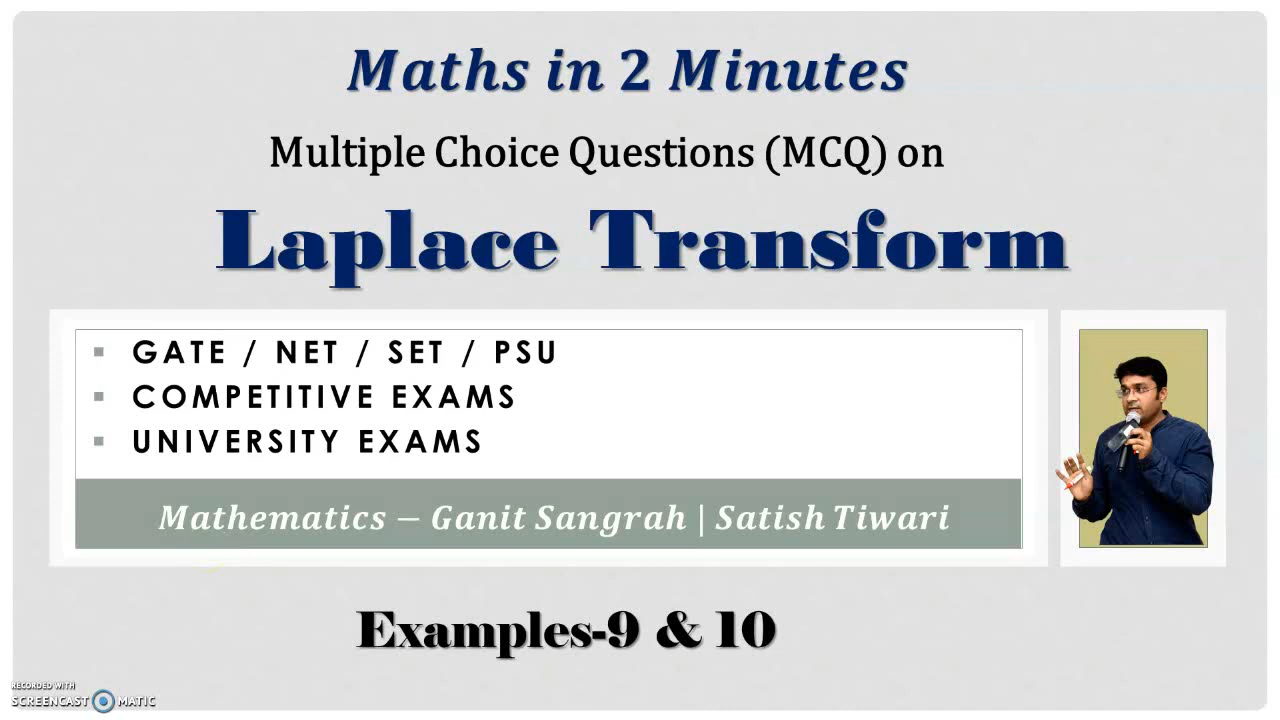 Maths in 2 Minutes
Multiple Choice Questions (MCQ) on
Laplace Transform
▪ GATE / NET / SET / PSU
▪ COMPETITIVE EXAMS
▪ UNIVERSITY EXAMS
Mathematics – Ganit Sangrah | Satish Tiwari
Examples-9 & 10
RECORDED WITH
SCREENCAST MATIC